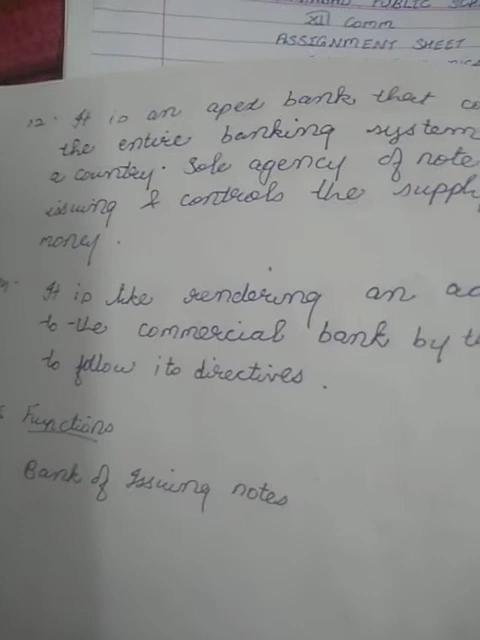 PUBLIC
XII Comm
ASSIGNMENT SHEET
12. It is an apex bank that
the entire banking system
a country. Sole agency of note
issuing & controls the supply
money.
It is like rendering an
to the commercial bank by
to follow its directives.
Functions
Bank of Issuing notes